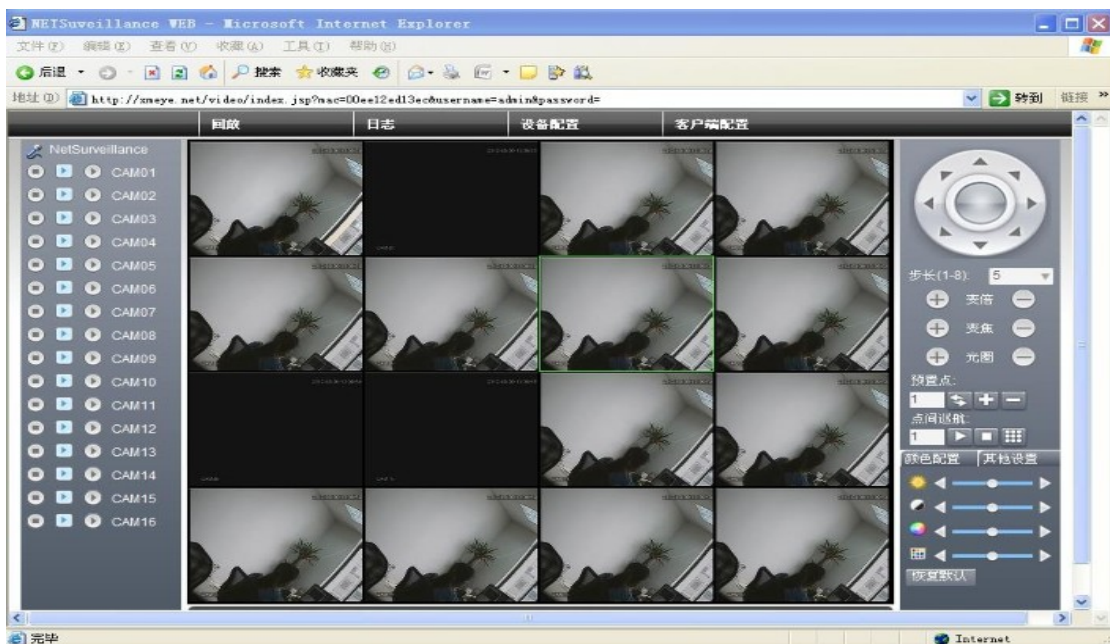 NETSuveillance WEB - Microsoft Internet Explorer
文件(F) 编辑(E) 查看(V) 收藏(A) 工具(T) 帮助(H)
后退 搜索 收藏夹
地址(D) http://xmeye.net/video/index.jsp?mac=00ee12ed13ec&username=admin&password= 转到 链接 »
回放 日志 设备配置 客户端配置
NetSurveillance
CAM01
CAM02
CAM03
CAM04
CAM05
CAM06
CAM07
CAM08
CAM09
CAM10
CAM11
CAM12
CAM13
CAM14
CAM15
CAM16
步长(1-8): 5
变倍
变焦
光圈
预置点:
1
点间巡航:
1
颜色配置 其他设置
恢复默认
完毕 Internet